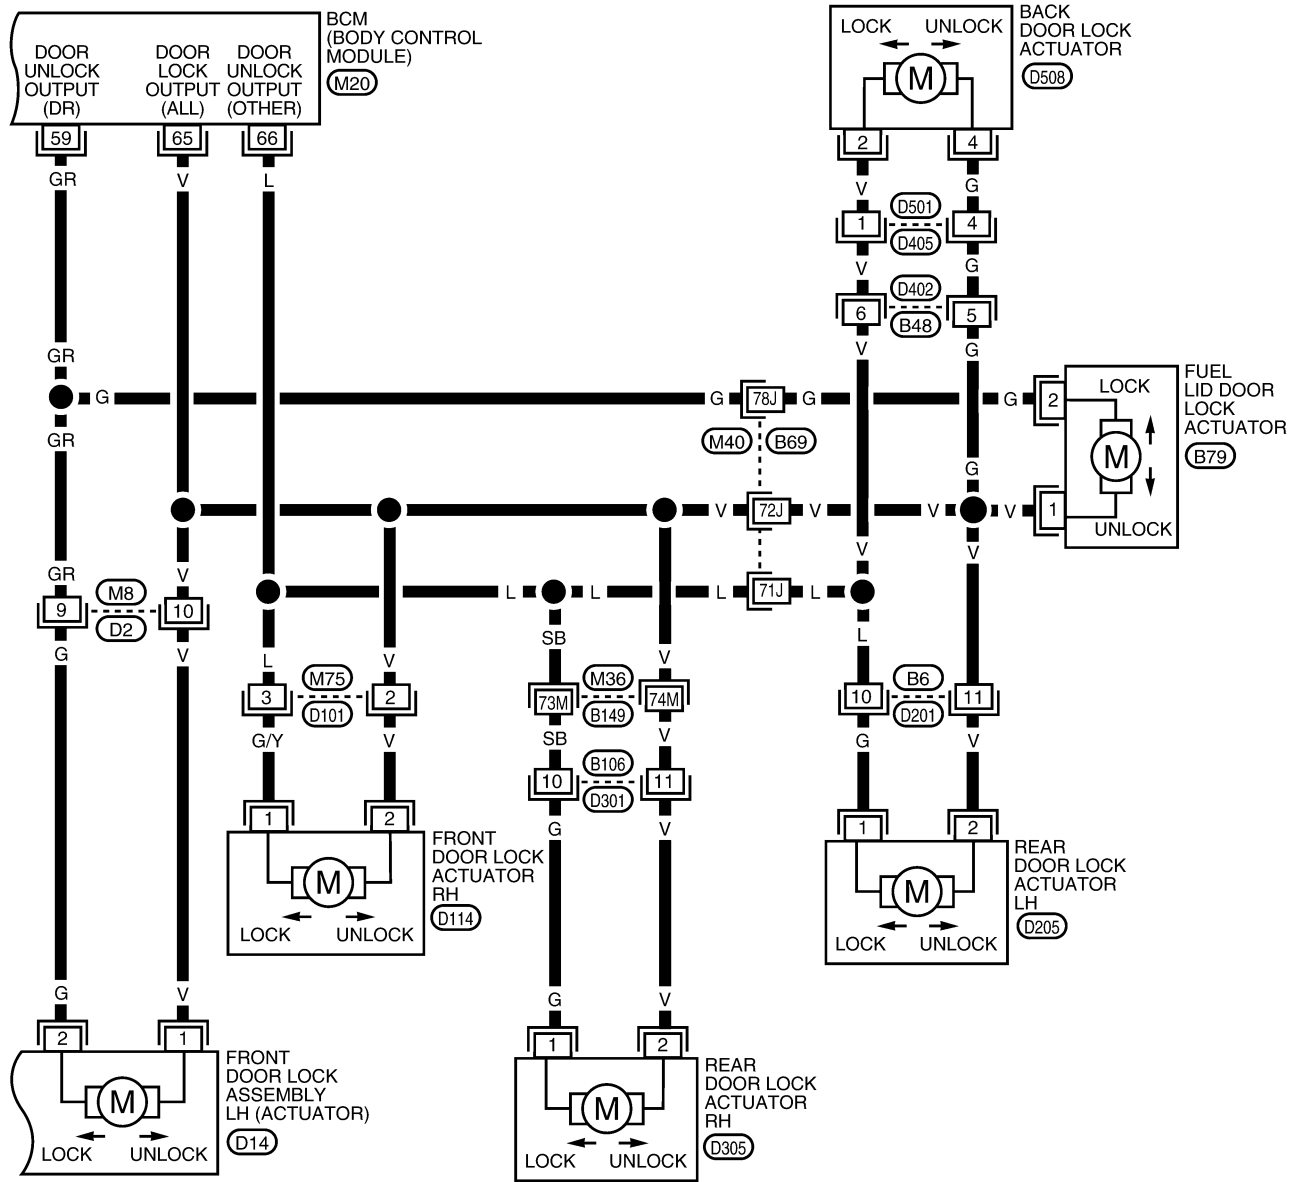 BCM
(BODY CONTROL
MODULE)
M20
DOOR
UNLOCK
OUTPUT
(DR)
DOOR
LOCK
OUTPUT
(ALL)
DOOR
UNLOCK
OUTPUT
(OTHER)
59
65
66
GR
V
L
BACK
DOOR LOCK
ACTUATOR
D508
LOCK
UNLOCK
M
2
4
V
G
1
D501
D405
4
V
G
6
D402
B48
5
V
G
GR
G
G
78J
G
G
2
GR
M40
B69
FUEL
LID DOOR
LOCK
ACTUATOR
B79
LOCK
M
UNLOCK
G
V
72J
V
V
V
1
V
V
L
L
L
71J
L
GR
V
9
M8
D2
10
G
V
L
V
3
M75
D101
2
G/Y
V
SB
V
73M
M36
B149
74M
SB
V
10
B106
D301
11
G
V
L
10
B6
D201
11
G
V
1
2
FRONT
DOOR LOCK
ACTUATOR
RH
D114
M
LOCK
UNLOCK
1
2
REAR
DOOR LOCK
ACTUATOR
LH
D205
M
LOCK
UNLOCK
G
V
2
1
FRONT
DOOR LOCK
ASSEMBLY
LH (ACTUATOR)
D14
M
LOCK
UNLOCK
G
V
1
2
REAR
DOOR LOCK
ACTUATOR
RH
D305
M
LOCK
UNLOCK